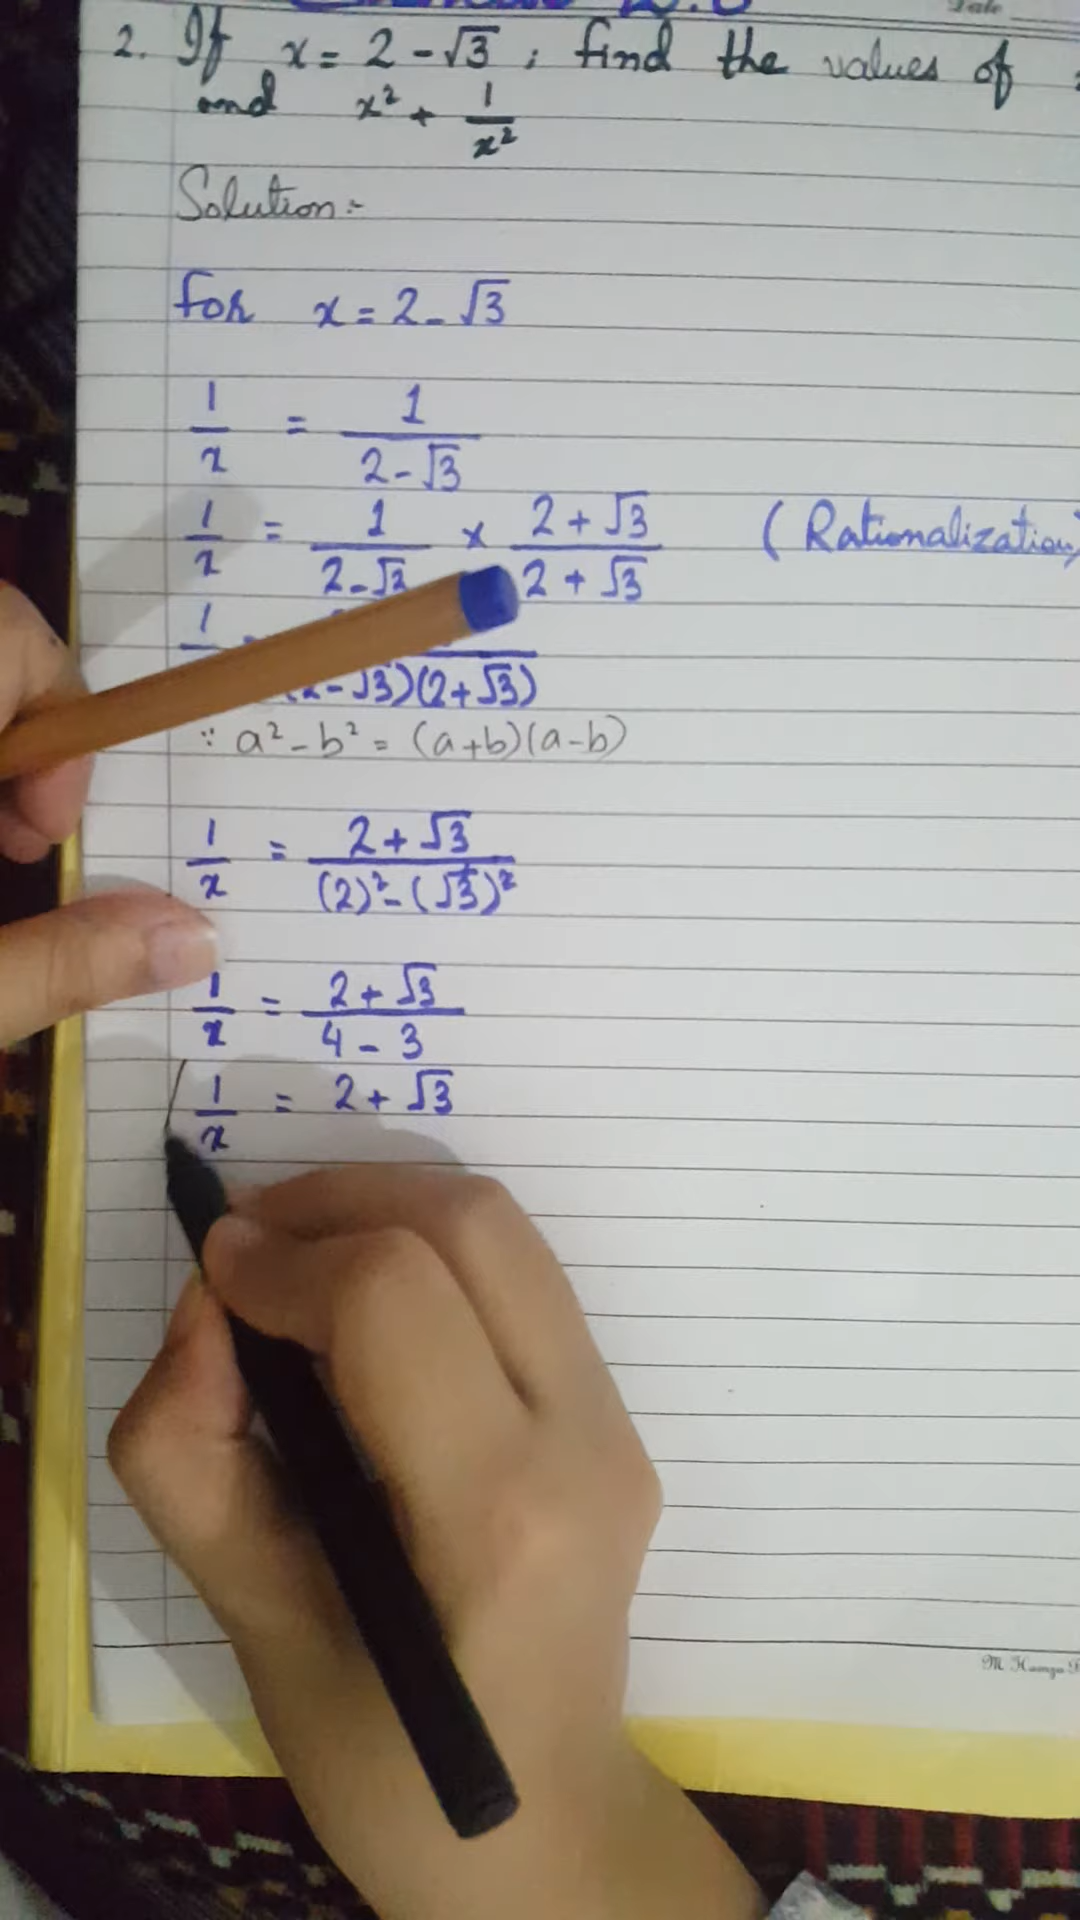 Date
2. If x = 2 - √3 ; find the values of
and x² + 1/x²
Solution:-
for x = 2 - √3
1/x = 1/(2 - √3)
1/x = 1/(2 - √3) × (2 + √3)/(2 + √3) (Rationalization)
1 - √3)(2 + √3)
∵ a² - b² = (a+b)(a-b)
1/x = (2 + √3)/((2)² - (√3)²)
1/x = (2 + √3)/(4 - 3)
1/x = 2 + √3